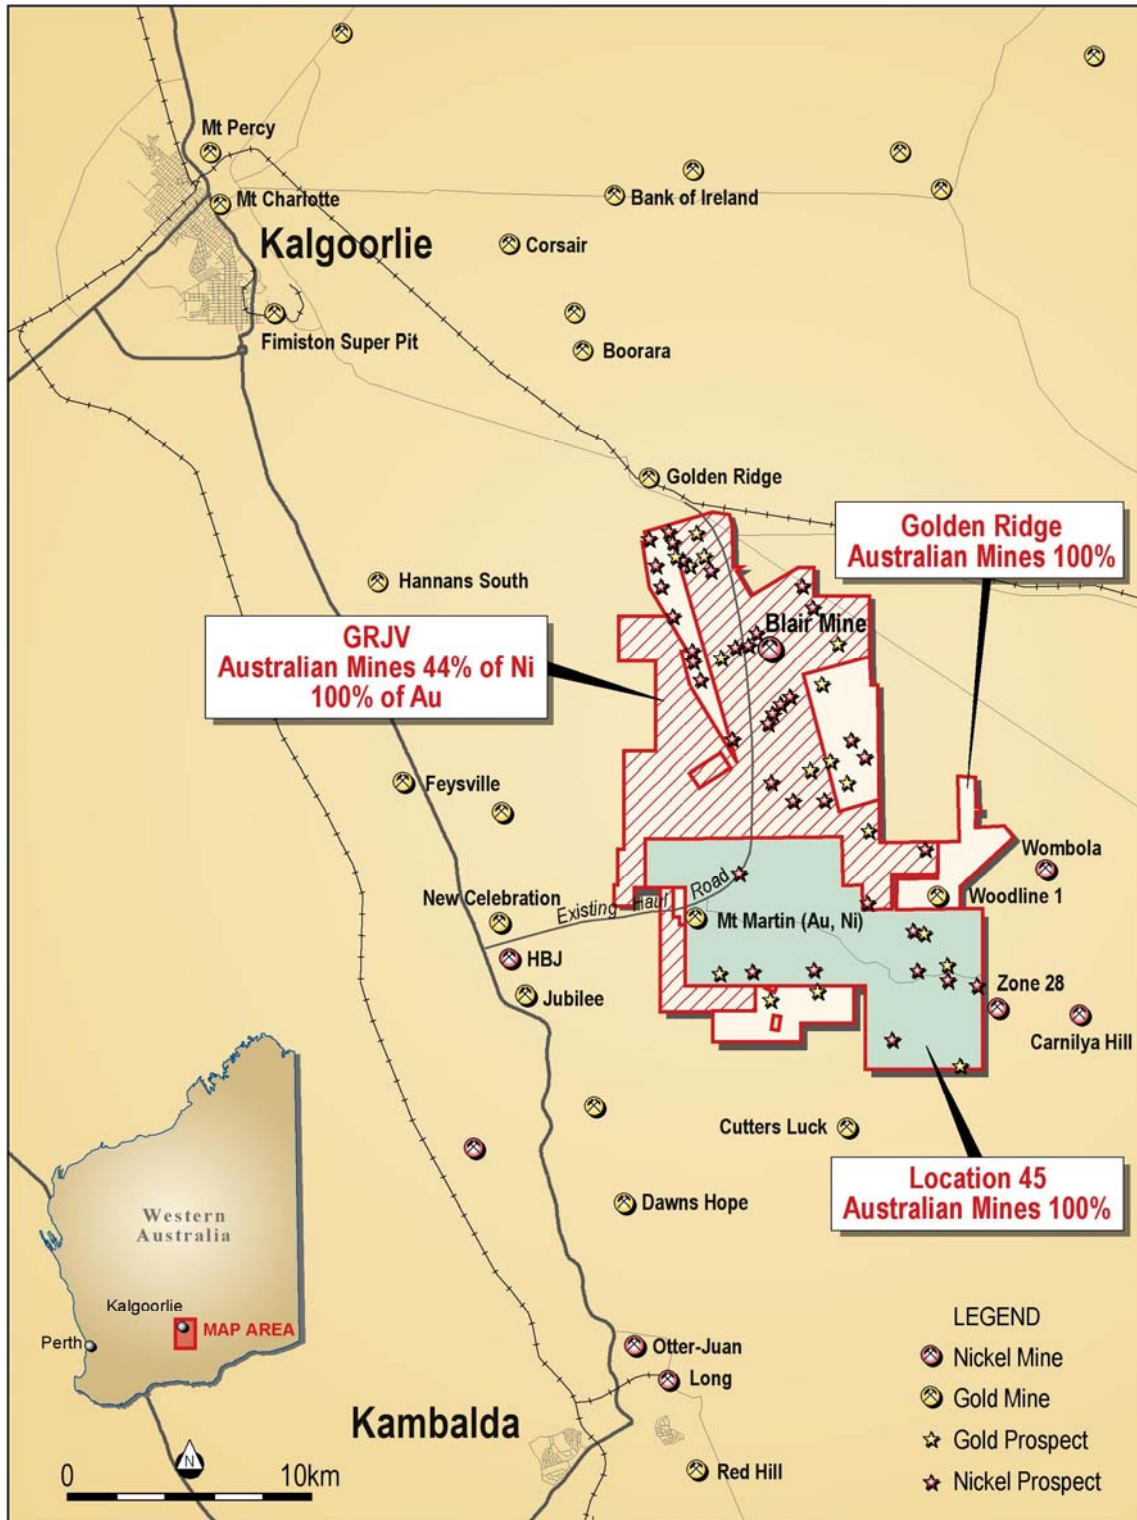 Mt Percy
Mt Charlotte
Bank of Ireland
Kalgoorlie
Corsair
Fimiston Super Pit
Boorara
Golden Ridge
Golden Ridge
Australian Mines 100%
Hannans South
Blair Mine
GRJV
Australian Mines 44% of Ni
100% of Au
Feysville
Wombola
New Celebration
Existing Haul Road
Woodline 1
Mt Martin (Au, Ni)
HBJ
Jubilee
Zone 28
Carnilya Hill
Cutters Luck
Location 45
Australian Mines 100%
Dawns Hope
Western
Australia
Kalgoorlie
MAP AREA
Perth
Otter-Juan
Long
Kambalda
Red Hill
LEGEND
Nickel Mine
Gold Mine
Gold Prospect
Nickel Prospect
N
0 10km